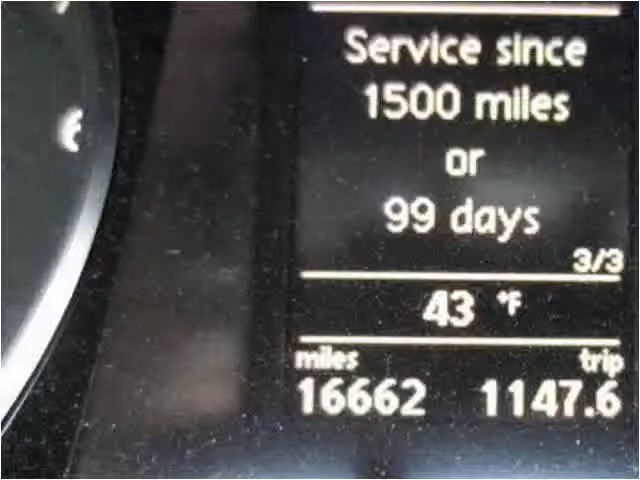 Service since
1500 miles
or
99 days
3/3
43 °F
miles trip
16662 1147.6